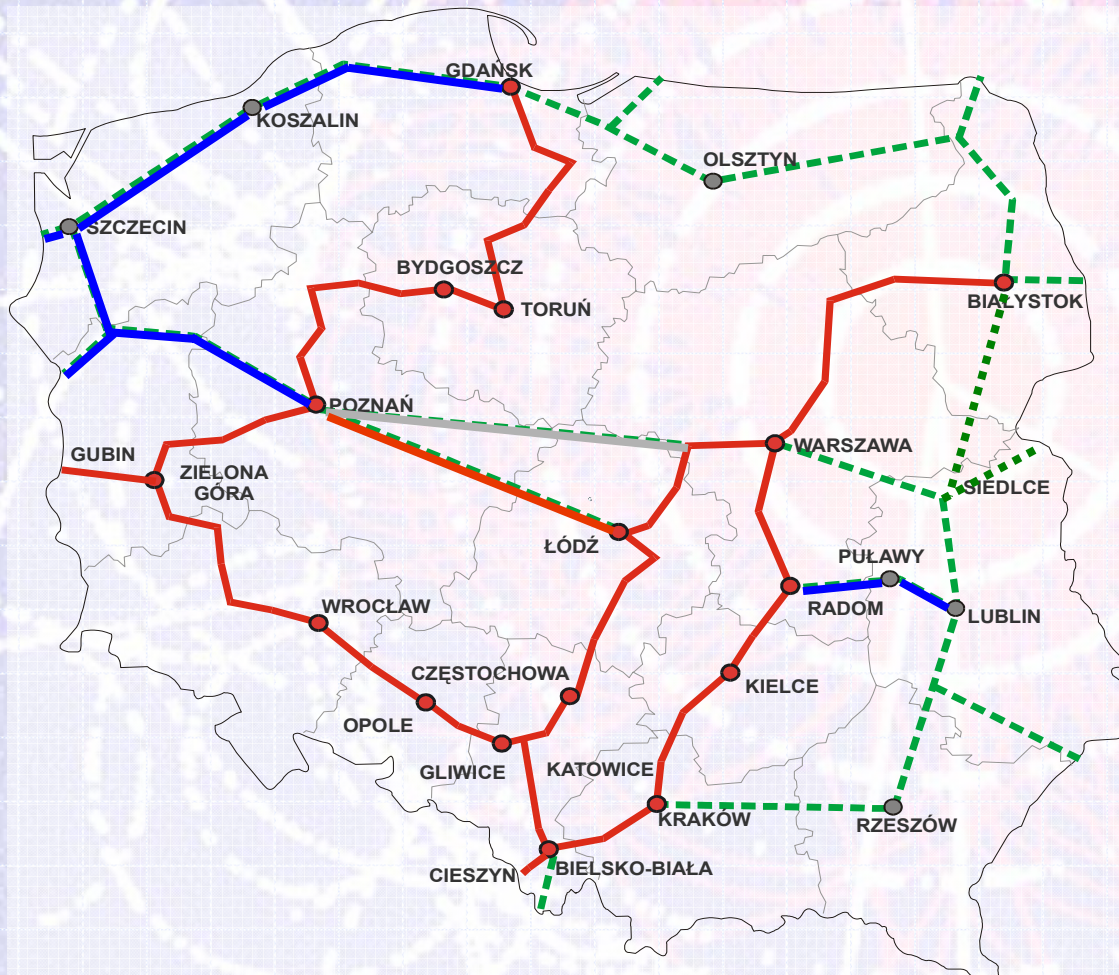 GDAŃSK
KOSZALIN
OLSZTYN
SZCZECIN
BYDGOSZCZ
TORUŃ
BIAŁYSTOK
POZNAŃ
WARSZAWA
GUBIN
ZIELONA
GÓRA
SIEDLCE
ŁÓDŹ
PUŁAWY
RADOM
LUBLIN
WROCŁAW
CZĘSTOCHOWA
KIELCE
OPOLE
GLIWICE
KATOWICE
KRAKÓW
RZESZÓW
CIESZYN
BIELSKO-BIAŁA